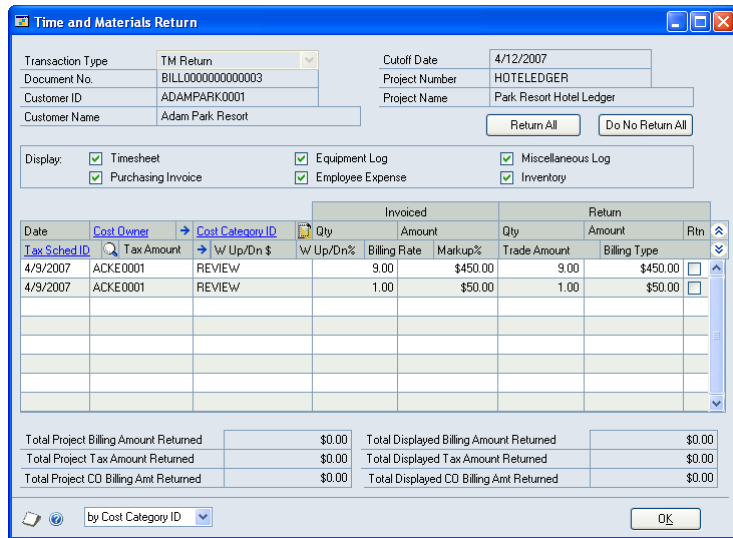 Time and Materials Return
Transaction Type TM Return Cutoff Date 4/12/2007
Document No. BILL0000000000003 Project Number HOTELEDGER
Customer ID ADAMPARK0001 Project Name Park Resort Hotel Ledger
Customer Name Adam Park Resort
Return All Do No Return All
Display: Timesheet Equipment Log Miscellaneous Log
Purchasing Invoice Employee Expense Inventory
Invoiced Return
Date Cost Owner Cost Category ID Qty Amount Qty Amount Rtn
Tax Sched ID Tax Amount W Up/Dn $ W Up/Dn% Billing Rate Markup% Trade Amount Billing Type
4/9/2007 ACKE0001 REVIEW 9.00 $450.00 9.00 $450.00
4/9/2007 ACKE0001 REVIEW 1.00 $50.00 1.00 $50.00
Total Project Billing Amount Returned $0.00 Total Displayed Billing Amount Returned $0.00
Total Project Tax Amount Returned $0.00 Total Displayed Tax Amount Returned $0.00
Total Project CO Billing Amt Returned $0.00 Total Displayed CO Billing Amt Returned $0.00
by Cost Category ID OK